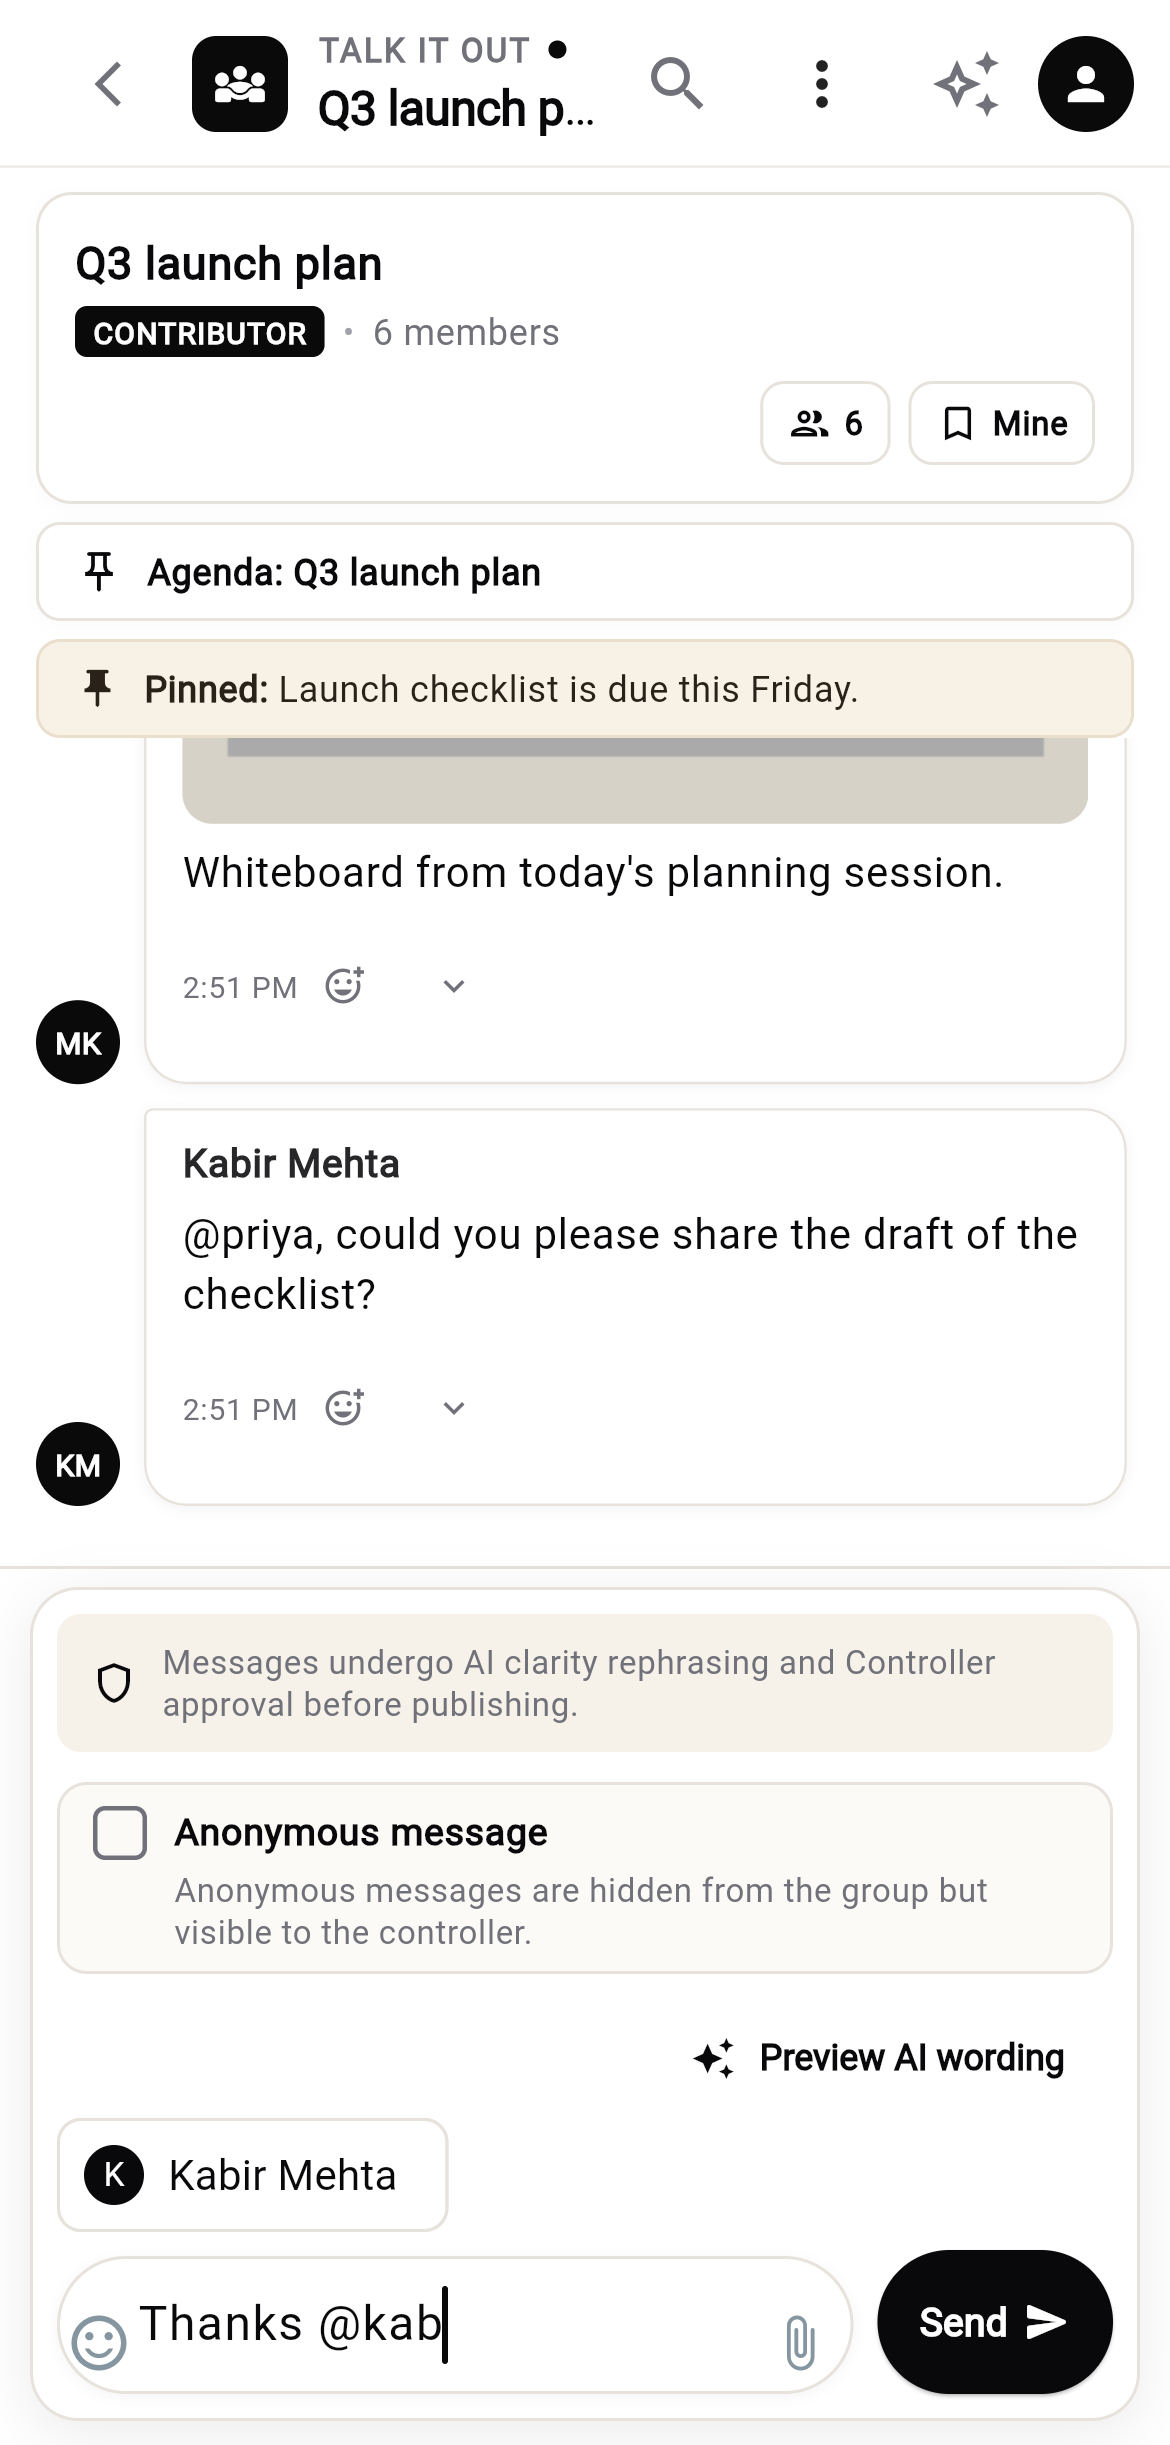 TALK IT OUT
Q3 launch p...
Q3 launch plan
CONTRIBUTOR • 6 members
6 Mine
Agenda: Q3 launch plan
Pinned: Launch checklist is due this Friday.
Whiteboard from today's planning session.
2:51 PM
MK
Kabir Mehta
@priya, could you please share the draft of the
checklist?
2:51 PM
KM
Messages undergo AI clarity rephrasing and Controller
approval before publishing.
Anonymous message
Anonymous messages are hidden from the group but
visible to the controller.
Preview AI wording
K Kabir Mehta
Thanks @kab
Send